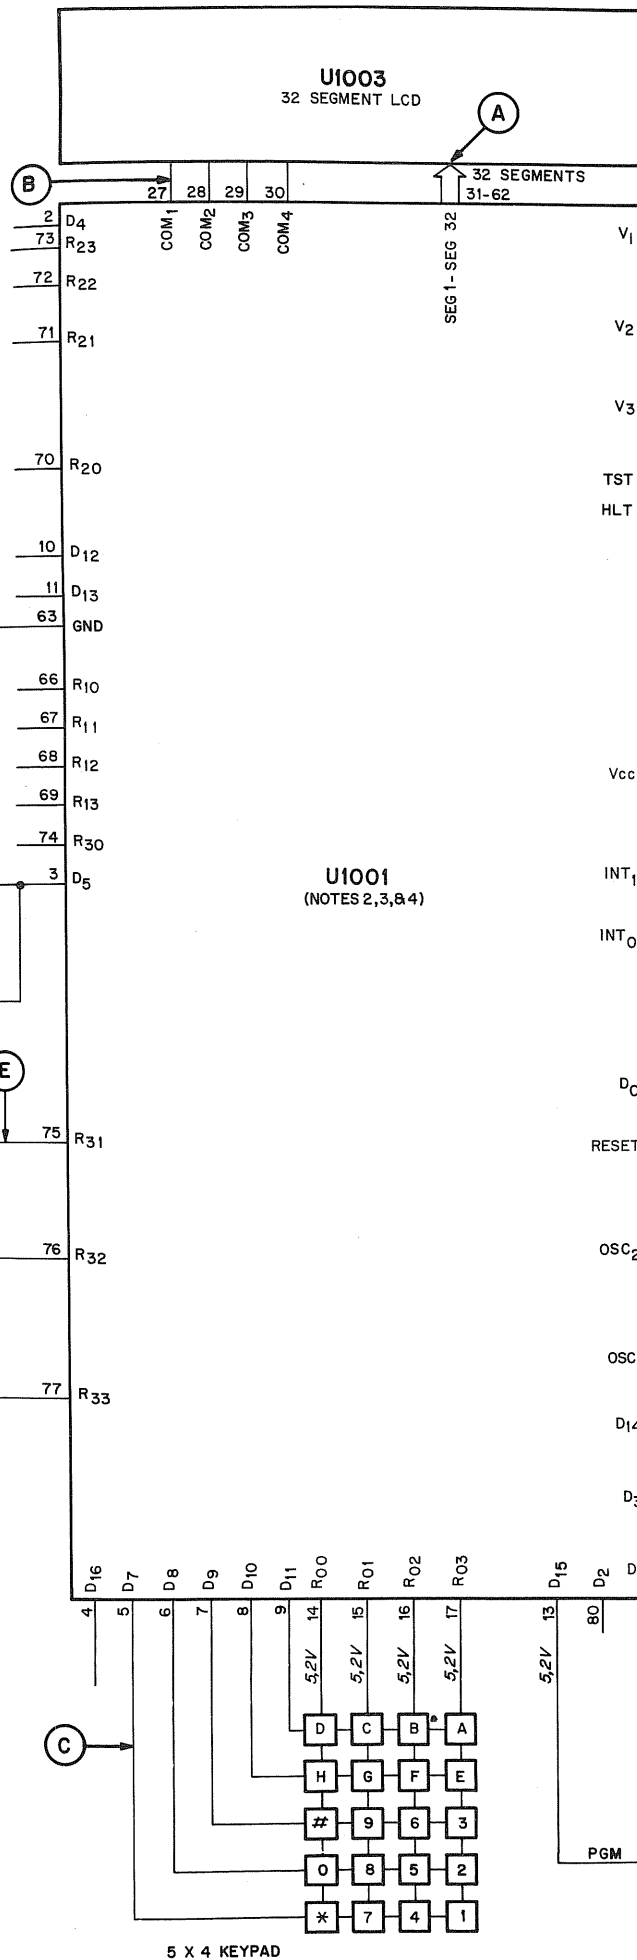 U1003
32 SEGMENT LCD
A
B
27 28 29 30
32 SEGMENTS
31-62
COM1 COM2 COM3 COM4
SEG 1 - SEG 32
2 D4
73 R23
V1
72 R22
71 R21
V2
V3
70 R20
TST
HLT
10 D12
11 D13
63 GND
66 R10
67 R11
68 R12
69 R13
Vcc
74 R30
3 D5
U1001
(NOTES 2,3,&4)
INT1
INT0
E
75 R31
RESET
76 R32
OSC2
77 R33
OSC
D14
D3
D
D16 D7 D8 D9 D10 D11 R00 R01 R02 R03 D15 D2
4 5 6 7 8 9 14 15 16 17 13 80
5,2V 5,2V 5,2V 5,2V 5,2V
C
D C B A
H G F E
# 9 6 3
0 8 5 2
* 7 4 1
PGM
5 X 4 KEYPAD